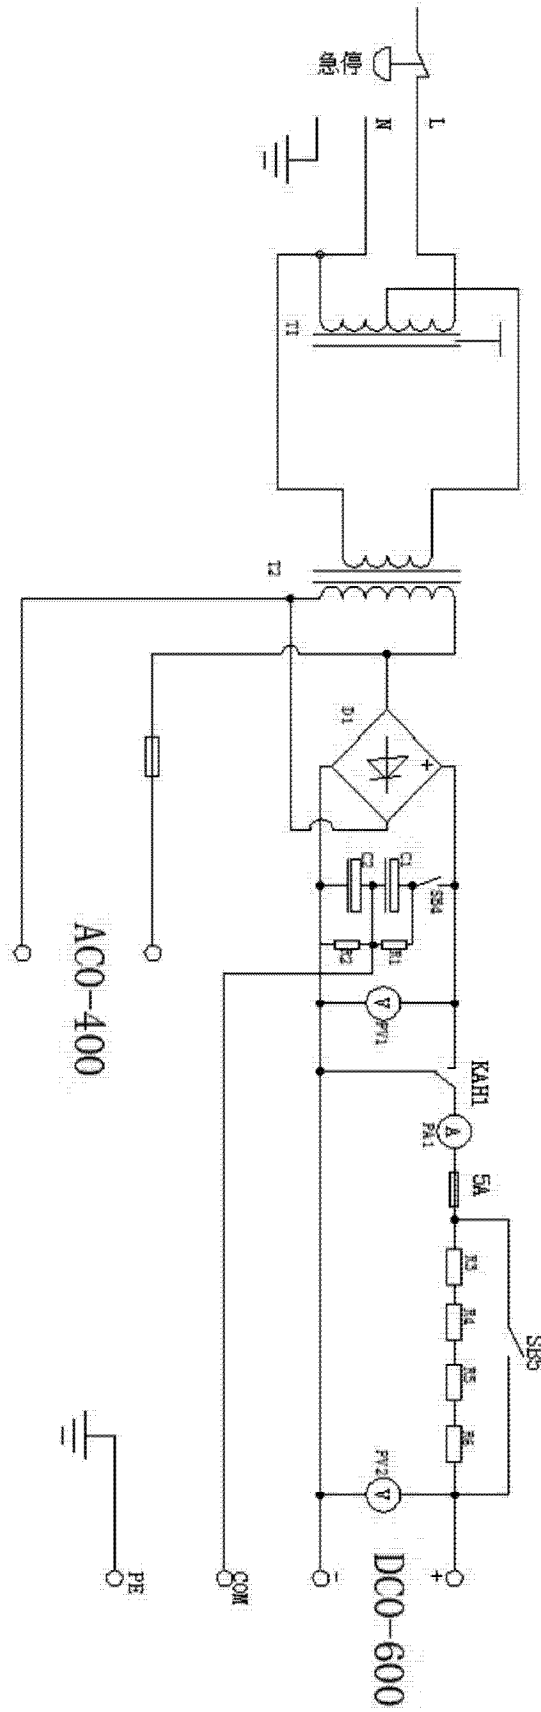 急停
L
N
T1
T2
D1
+
C1
C2
SB4
R1
R2
V
PV1
AC0-400
KAH1
A
PA1
5A
R3
R4
R5
R6
SB5
V
PV2
DC0-600
+
-
COM
PE